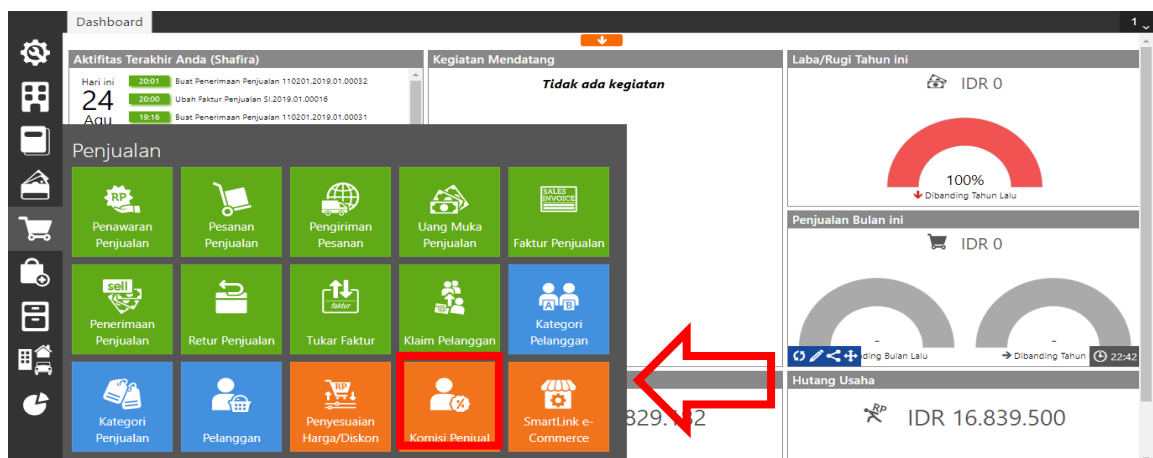 Dashboard
1
Aktifitas Terakhir Anda (Shafira)
Hari ini
24
Agu
20:01 Buat Penerimaan Penjualan 110201.2019.01.00032
20:00 Ubah Faktur Penjualan SI.2019.01.00016
19:16 Buat Penerimaan Penjualan 110201.2019.01.00031
Kegiatan Mendatang
Tidak ada kegiatan
Laba/Rugi Tahun ini
IDR 0
100%
Dibanding Tahun Lalu
Penjualan
RP
Penawaran
Penjualan
Pesanan
Penjualan
Pengiriman
Pesanan
Uang Muka
Penjualan
SALES
INVOICE
Faktur Penjualan
sell
Penerimaan
Penjualan
Retur Penjualan
faktur
Tukar Faktur
Klaim Pelanggan
A B
Kategori
Pelanggan
Kategori
Penjualan
Pelanggan
RP
Penyesuaian
Harga/Diskon
%
Komisi Penjual
SmartLink e-
Commerce
Penjualan Bulan ini
IDR 0
-
ding Bulan Lalu
-
Dibanding Tahun
22:42
Hutang Usaha
RP
IDR 16.839.500